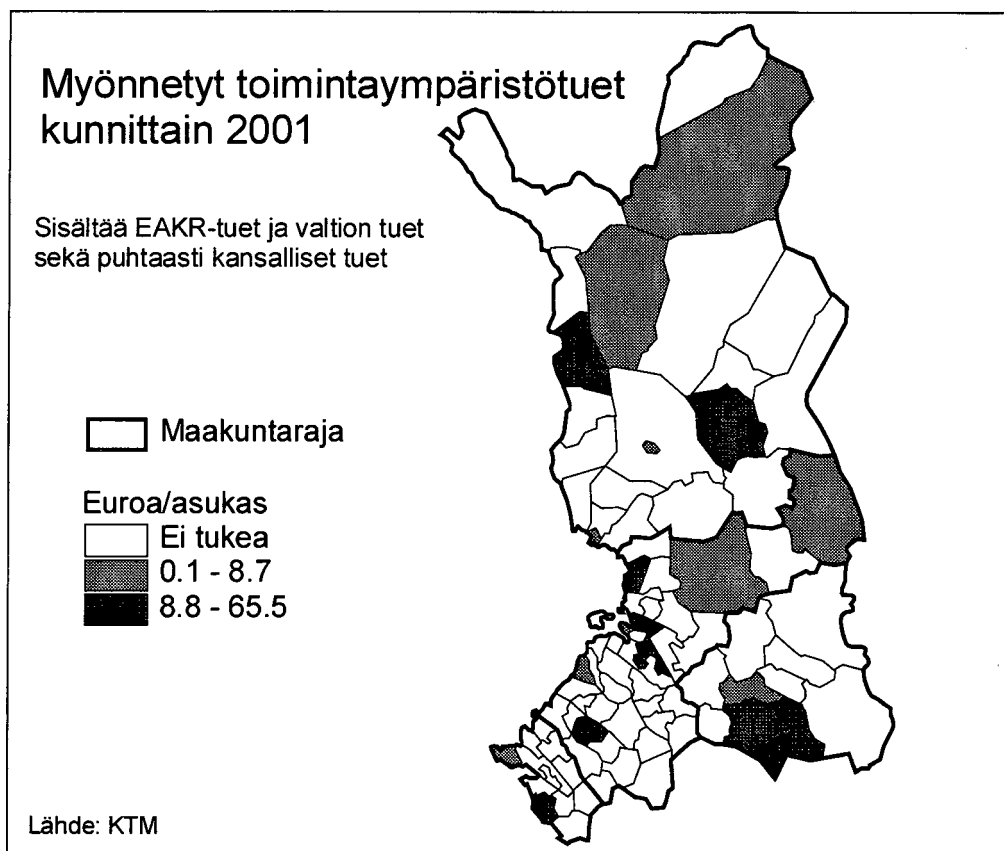 Myönnetyt toimintaympäristötuet
kunnittain 2001
Sisältää EAKR-tuet ja valtion tuet
sekä puhtaasti kansalliset tuet
Maakuntaraja
Euroa/asukas
Ei tukea
0.1 - 8.7
8.8 - 65.5
Lähde: KTM